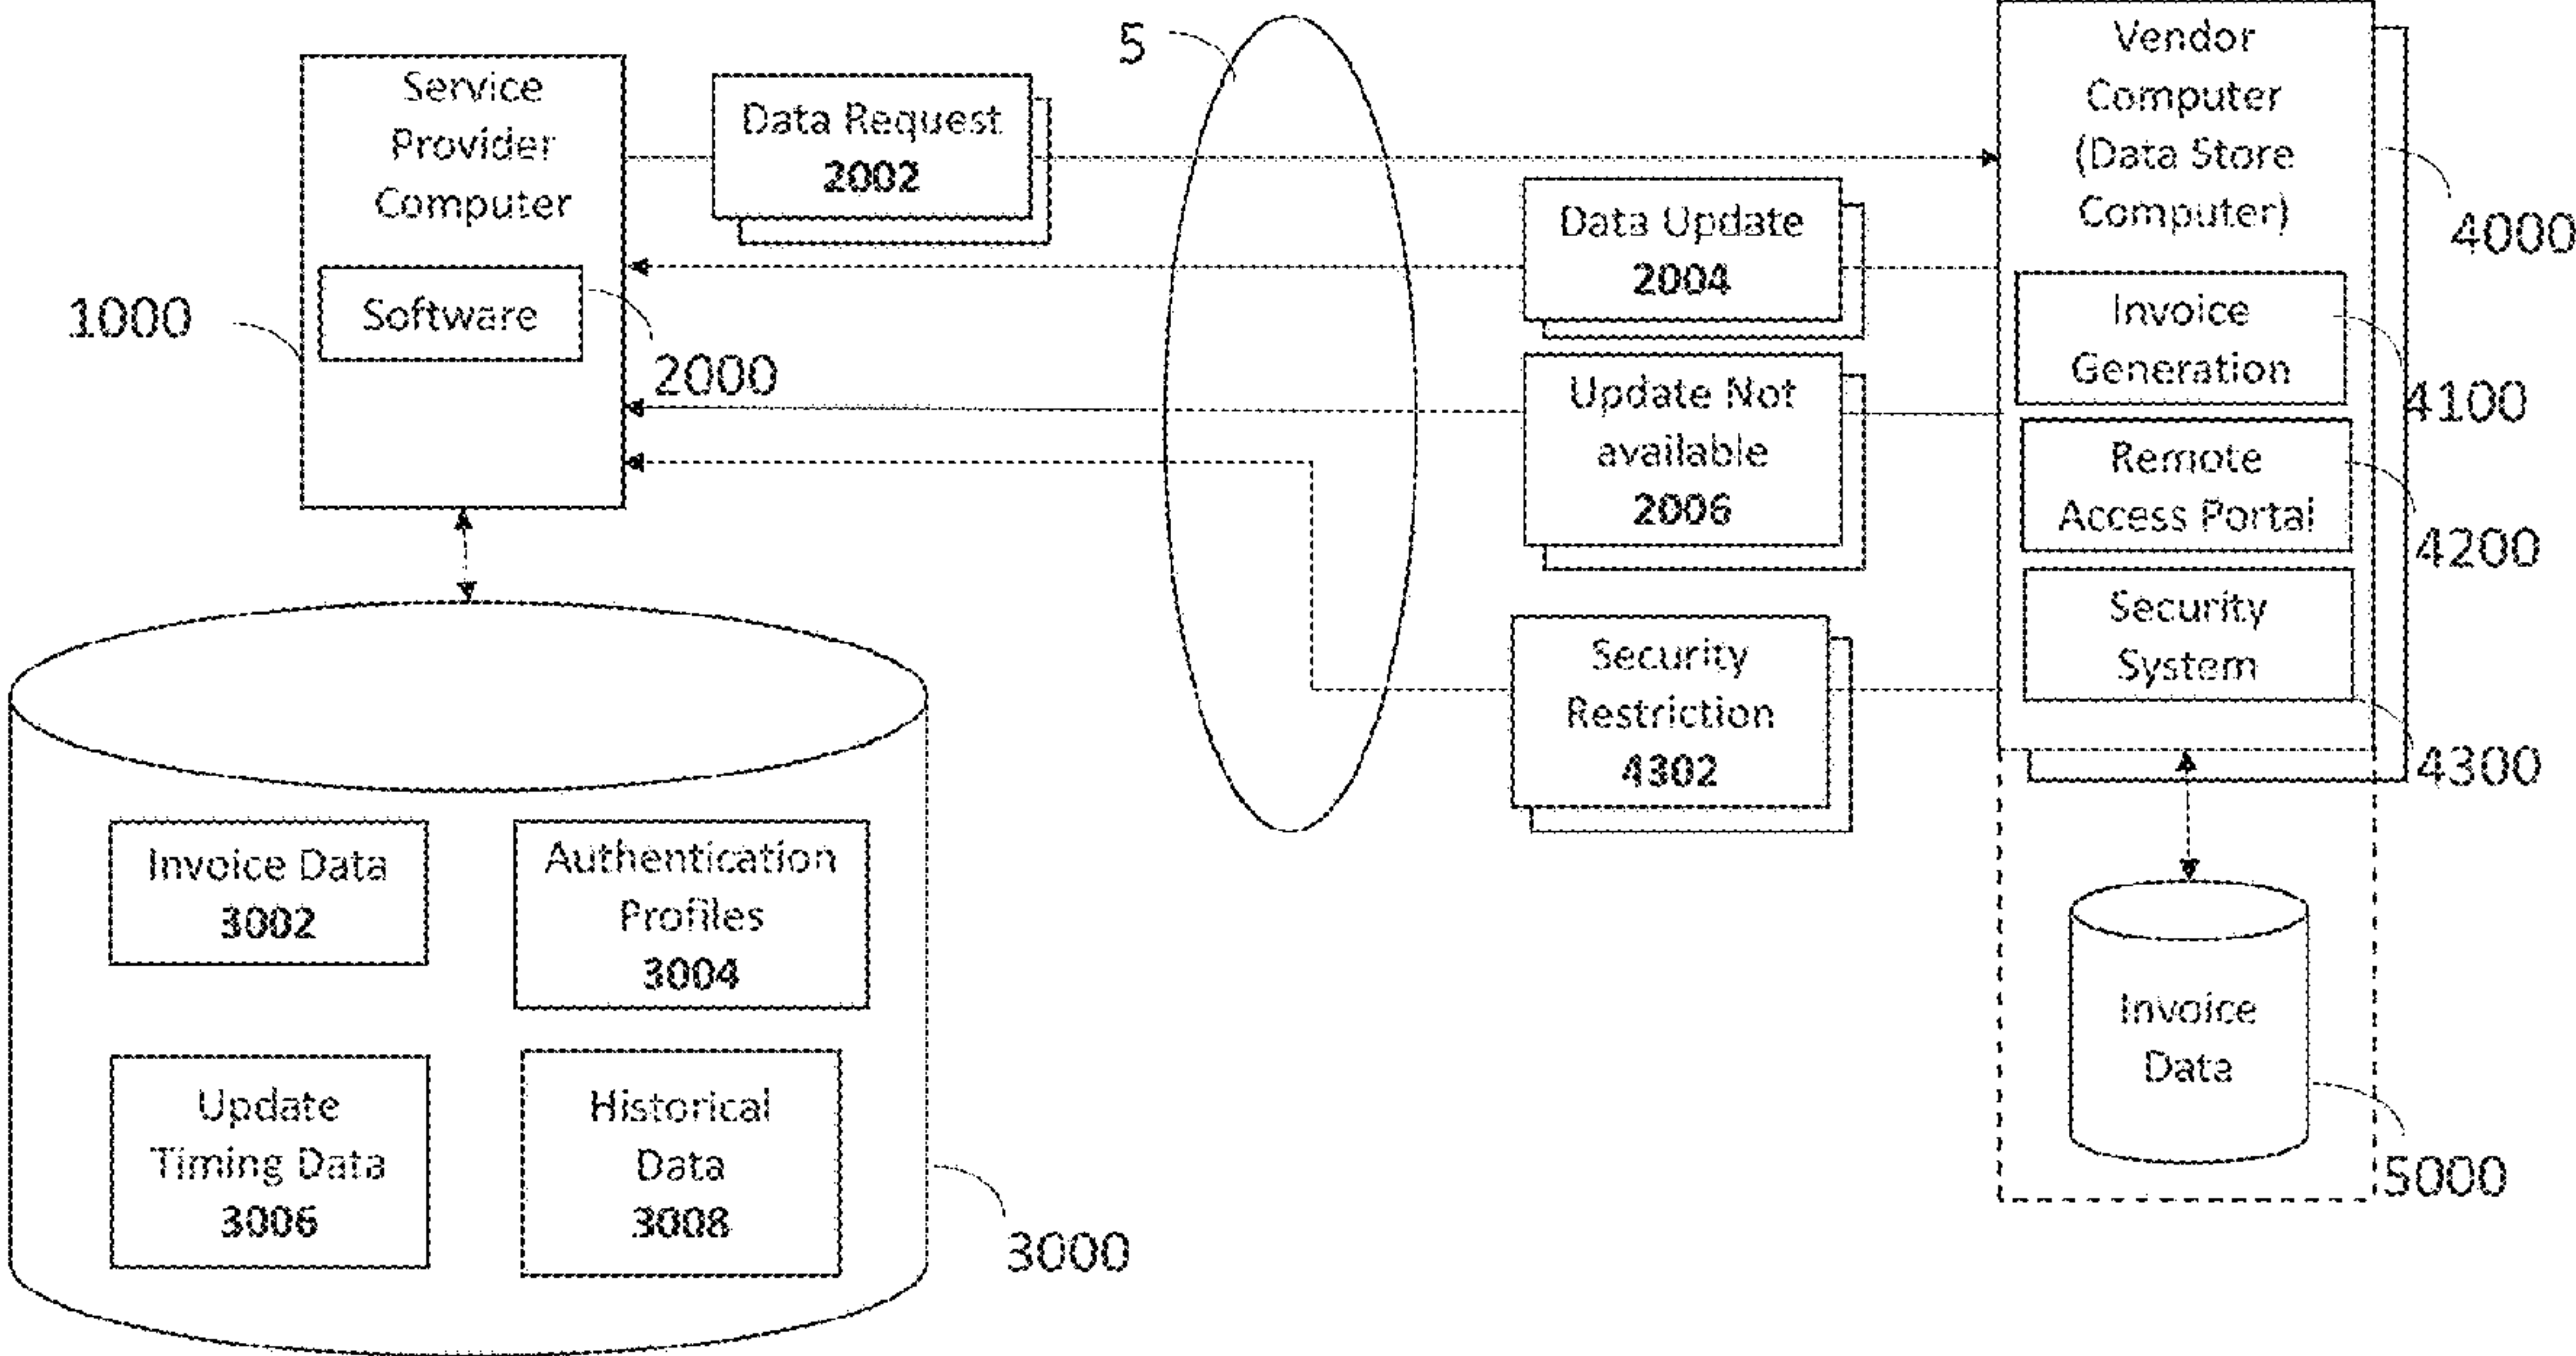 5
Service
Provider
Computer
Software
1000
2000
Data Request
2002
Data Update
2004
Update Not
available
2006
Security
Restriction
4302
Vendor
Computer
(Data Store
Computer)
4000
Invoice
Generation
4100
Remote
Access Portal
4200
Security
System
4300
Invoice Data
3002
Authentication
Profiles
3004
Update
Timing Data
3006
Historical
Data
3008
3000
Invoice
Data
5000